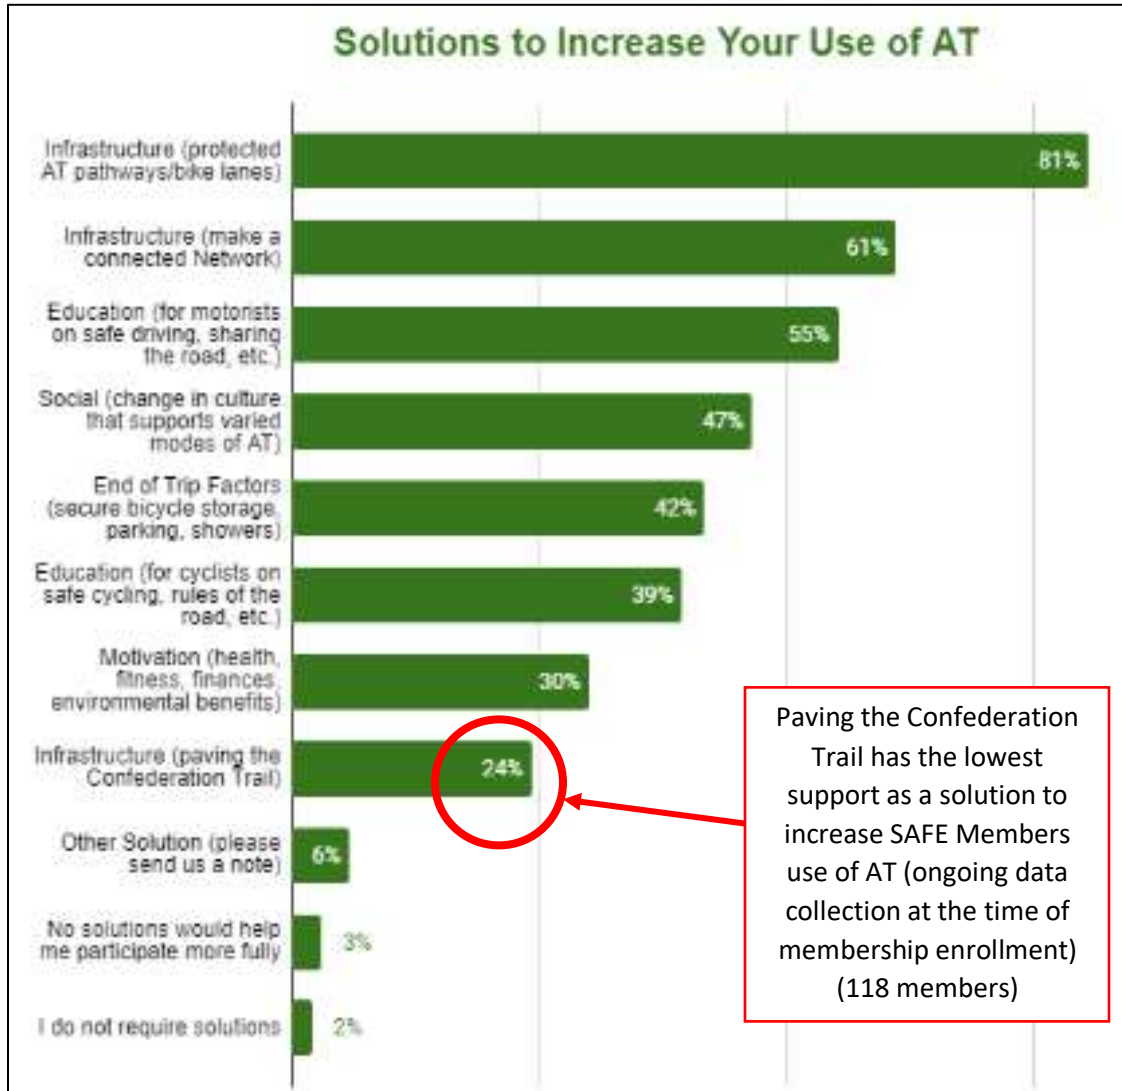 Solutions to Increase Your Use of AT
Infrastructure (protected
AT pathways/bike lanes)
81%
Infrastructure (make a
connected Network)
61%
Education (for motorists
on safe driving, sharing
the road, etc.)
55%
Social (change in culture
that supports varied
modes of AT)
47%
End of Trip Factors
(secure bicycle storage,
parking, showers)
42%
Education (for cyclists on
safe cycling, rules of the
road, etc.)
39%
Motivation (health,
fitness, finances,
environmental benefits)
30%
Infrastructure (paving the
Confederation Trail)
24%
Other Solution (please
send us a note)
6%
No solutions would help
me participate more fully
3%
I do not require solutions
2%
Paving the Confederation
Trail has the lowest
support as a solution to
increase SAFE Members
use of AT (ongoing data
collection at the time of
membership enrollment)
(118 members)